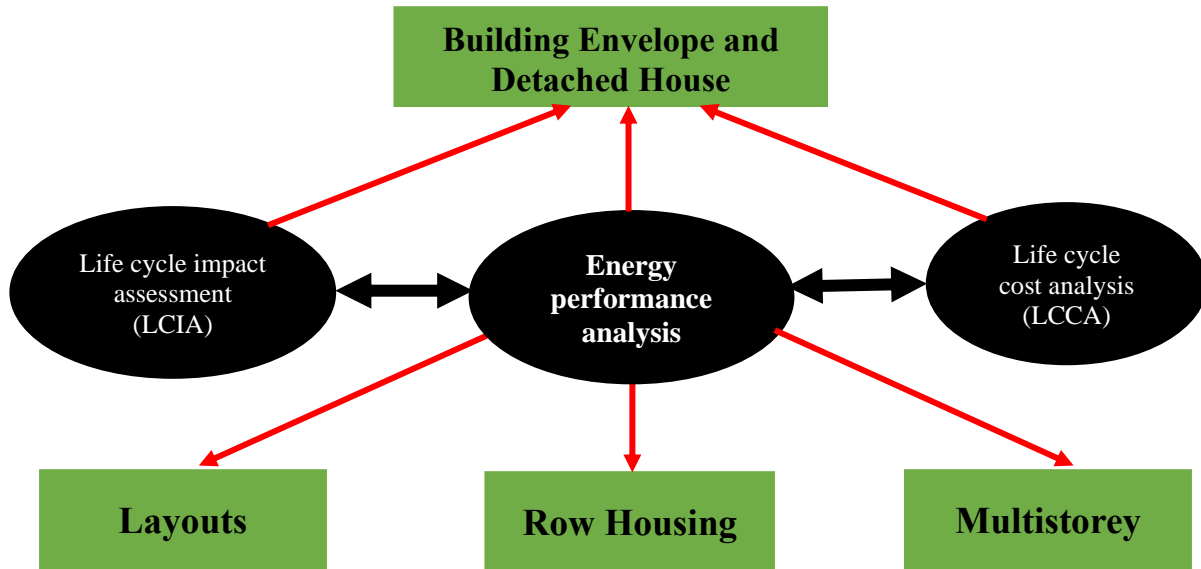 Building Envelope and
Detached House
Life cycle impact
assessment
(LCIA)
Energy
performance
analysis
Life cycle
cost analysis
(LCCA)
Layouts
Row Housing
Multistorey